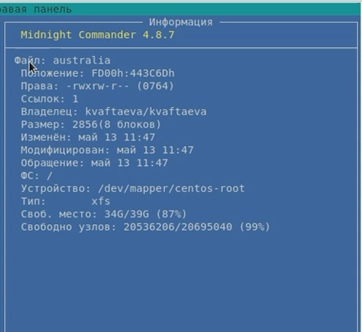 равая панель
Информация
Midnight Commander 4.8.7
Файл: australia
Положение: FD00h:443C6Dh
Права: -rwxrw-r-- (0764)
Ссылок: 1
Владелец: kvaftaeva/kvaftaeva
Размер: 2856(8 блоков)
Изменён: май 13 11:47
Модифицирован: май 13 11:47
Обращение: май 13 11:47
ФС: /
Устройство: /dev/mapper/centos-root
Тип: xfs
Своб. место: 34G/39G (87%)
Свободно узлов: 20536206/20695040 (99%)